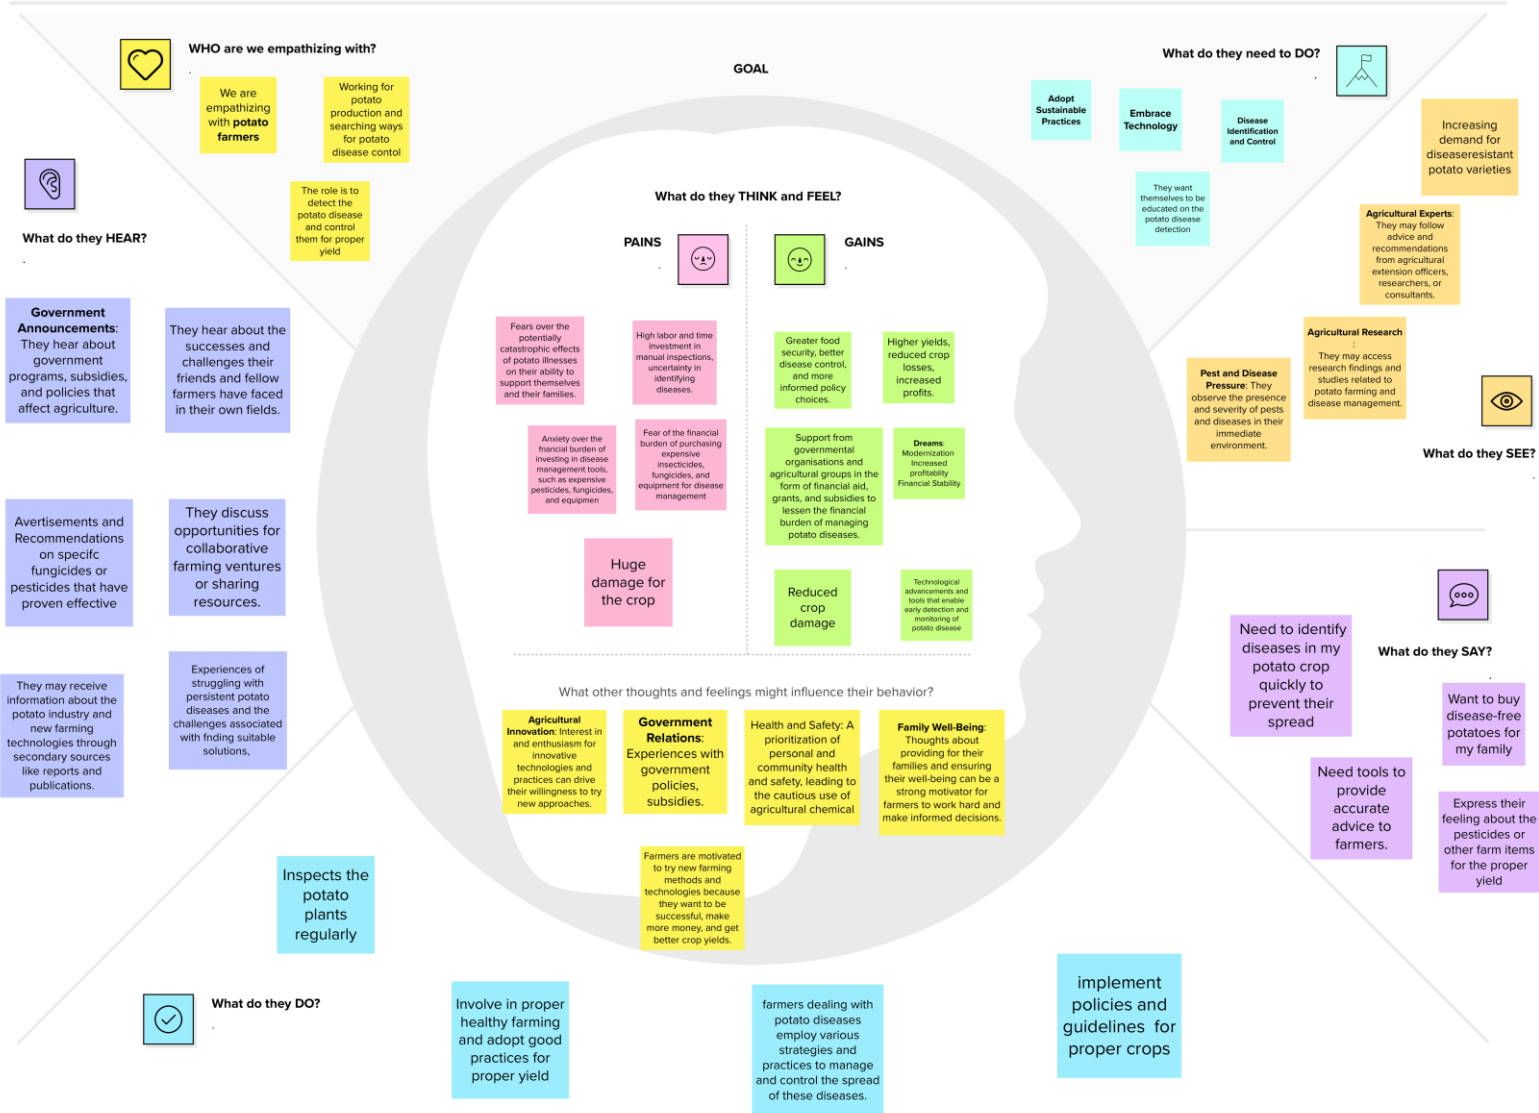 WHO are we empathizing with?
.
We are
empathizing
with potato
farmers
Working for
potato
production and
searching ways
for potato
disease contol
The role is to
detect the
potato disease
and control
them for proper
yield
GOAL
What do they need to DO?
.
Adopt
Sustainable
Practices
Embrace
Technology
Disease
Identification
and Control
They want
themselves to be
educated on the
potato disease
detection
What do they HEAR?
.
Government
Announcements:
They hear about
government
programs, subsidies,
and policies that
affect agriculture.
They hear about the
successes and
challenges their
friends and fellow
farmers have faced
in their own fields.
Avertisements and
Recommendations
on specifc
fungicides or
pesticides that have
proven effective
They discuss
opportunities for
collaborative
farming ventures
or sharing
resources.
They may receive
information about the
potato industry and
new farming
technologies through
secondary sources
like reports and
publications.
Experiences of
struggling with
persistent potato
diseases and the
challenges associated
with fnding suitable
solutions,
What do they THINK and FEEL?
PAINS
.
GAINS
.
Fears over the
potentially
catastrophic effects
of potato illnesses
on their ability to
support themselves
and their families.
High labor and time
investment in
manual inspections,
uncertainty in
identifying
diseases.
Anxiety over the
fnancial burden of
investing in disease
management tools,
such as expensive
pesticides, fungicides,
and equipmen
Fear of the financial
burden of purchasing
expensive
insecticides,
fungicides, and
equipment for disease
management
Huge
damage for
the crop
Greater food
security, better
disease control,
and more
informed policy
choices.
Higher yields,
reduced crop
losses,
increased
profits.
Support from
governmental
organisations and
agricultural groups in the
form of financial aid,
grants, and subsidies to
lessen the financial
burden of managing
potato diseases.
Dreams:
Modernization
Increased
profitablity
Financial Stability
Reduced
crop
damage
Technological
advancements and
tools that enable
early detection and
monitoring of
potato disease
What other thoughts and feelings might influence their behavior?
Agricultural
Innovation: Interest in
and enthusiasm for
innovative
technologies and
practices can drive
their willingness to try
new approaches.
Government
Relations:
Experiences with
government
policies,
subsidies.
Health and Safety: A
prioritization of
personal and
community health
and safety, leading to
the cautious use of
agricultural chemical
Family Well-Being:
Thoughts about
providing for their
families and ensuring
their well-being can be a
strong motivator for
farmers to work hard and
make informed decisions.
Farmers are motivated
to try new farming
methods and
technologies because
they want to be
successful, make
more money, and get
better crop yields.
Increasing
demand for
diseaseresistant
potato varieties
Agricultural Experts:
They may follow
advice and
recommendations
from agricultural
extension officers,
researchers, or
consultants.
Agricultural Research
:
They may access
research findings and
studies related to
potato farming and
disease management.
Pest and Disease
Pressure: They
observe the presence
and severity of pests
and diseases in their
immediate
environment.
What do they SEE?
.
What do they SAY?
.
Need to identify
diseases in my
potato crop
quickly to
prevent their
spread
Want to buy
disease-free
potatoes for
my family
Need tools to
provide
accurate
advice to
farmers.
Express their
feeling about the
pesticides or
other farm items
for the proper
yield
What do they DO?
.
Inspects the
potato
plants
regularly
Involve in proper
healthy farming
and adopt good
practices for
proper yield
farmers dealing with
potato diseases
employ various
strategies and
practices to manage
and control the spread
of these diseases.
implement
policies and
guidelines for
proper crops